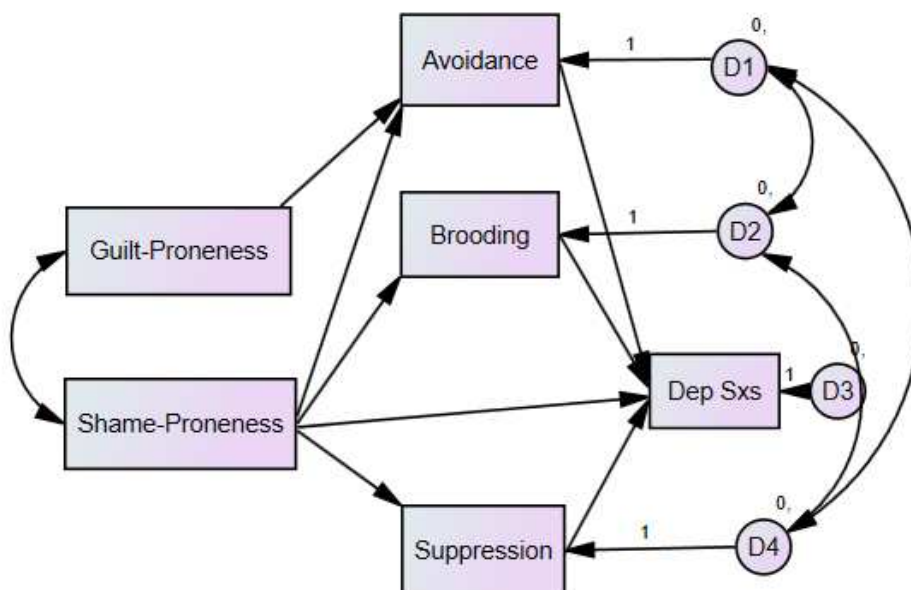 0,
Avoidance
1
D1
0,
Brooding
1
D2
Guilt-Proneness
0,
Dep Sxs
1
D3
Shame-Proneness
0,
Suppression
1
D4